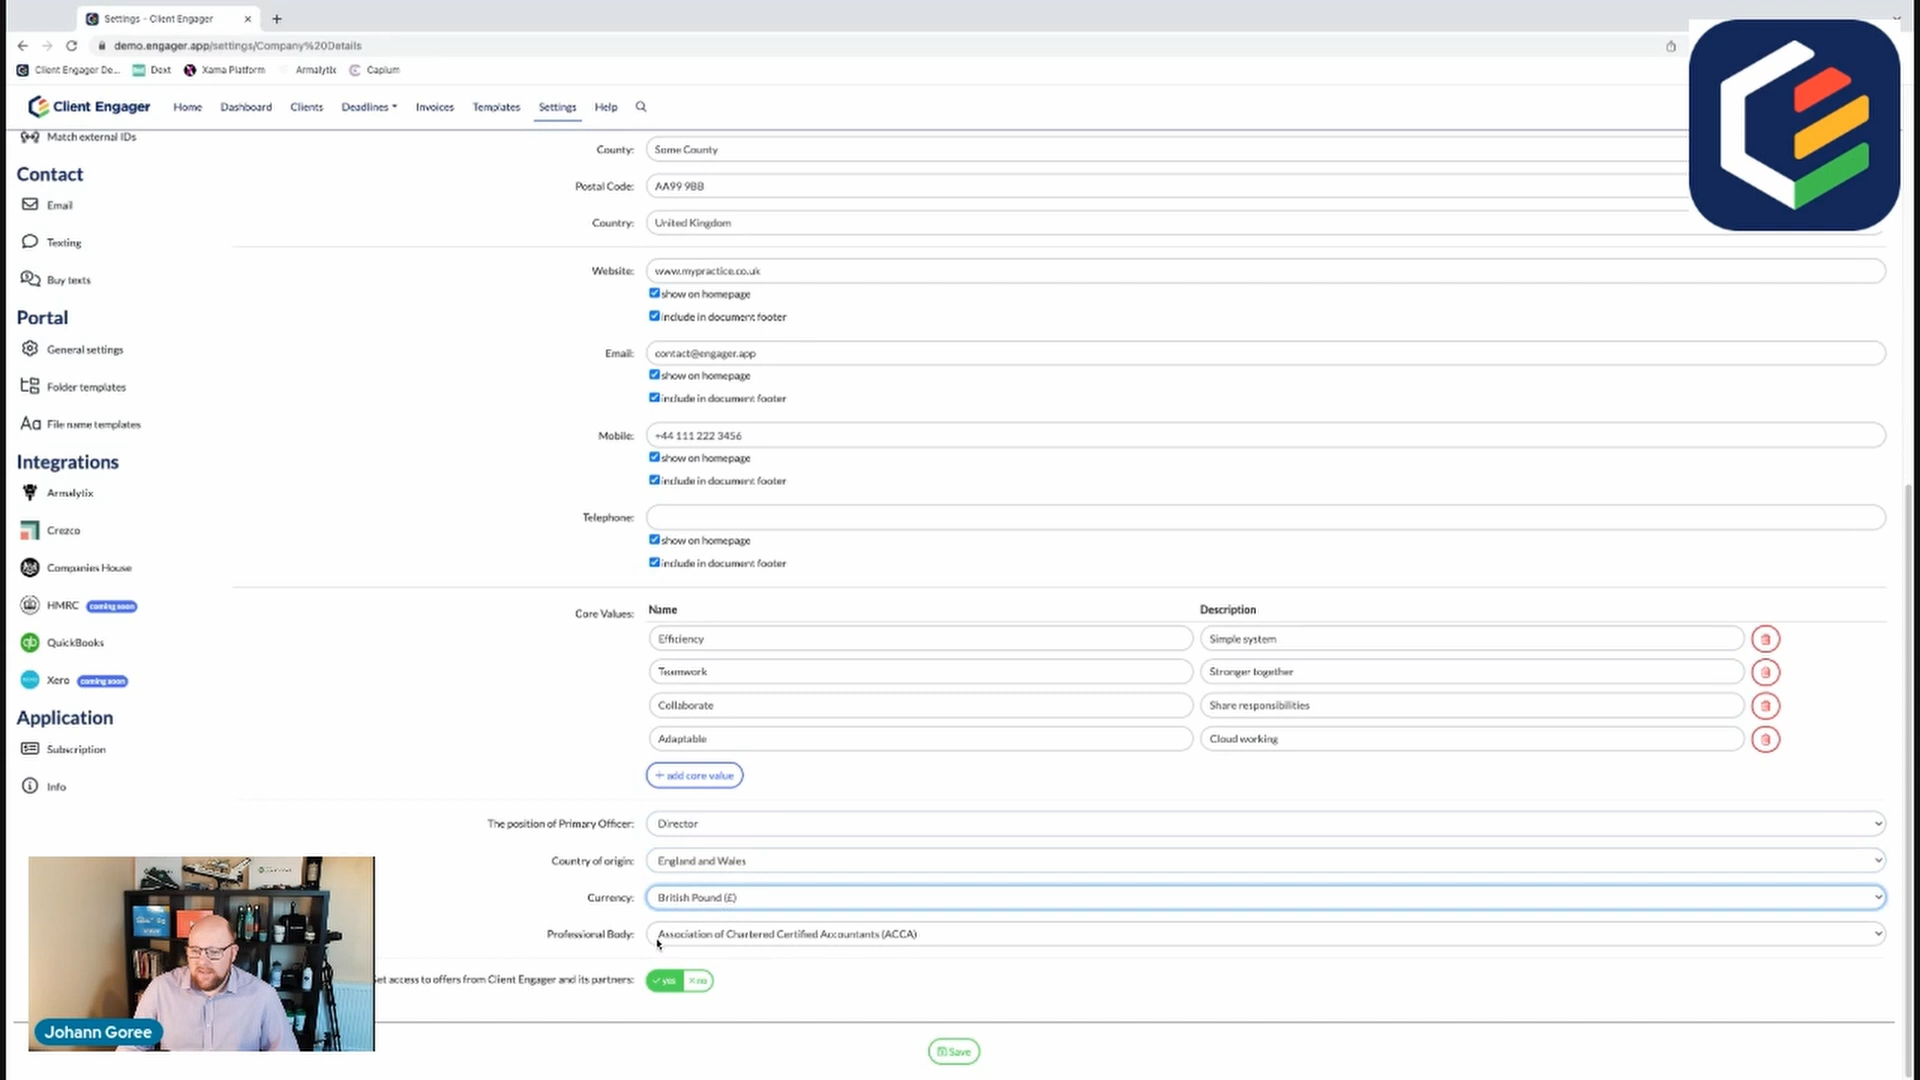 Settings - Client Engager
demo.engager.app/settings/Company%20Details
Client Engager De... Dext Xama Platform Armalytix Capium
Client Engager Home Dashboard Clients Deadlines Invoices Templates Settings Help
Match external IDs
Contact
Email
Texting
Buy texts
Portal
General settings
Folder templates
Aa File name templates
Integrations
Armalytix
Crezco
Companies House
HMRC coming soon
QuickBooks
Xero coming soon
Application
Subscription
Info
County: Some County
Postal Code: AA99 9BB
Country: United Kingdom
Website: www.mypractice.co.uk
show on homepage
include in document footer
Email: contact@engager.app
show on homepage
include in document footer
Mobile: +44 111 222 3456
show on homepage
include in document footer
Telephone:
show on homepage
include in document footer
Core Values: Name Description
Efficiency Simple system
Teamwork Stronger together
Collaborate Share responsibilities
Adaptable Cloud working
+ add core value
The position of Primary Officer: Director
Country of origin: England and Wales
Currency: British Pound (£)
Professional Body: Association of Chartered Certified Accountants (ACCA)
et access to offers from Client Engager and its partners: yes no
Johann Goree
Save